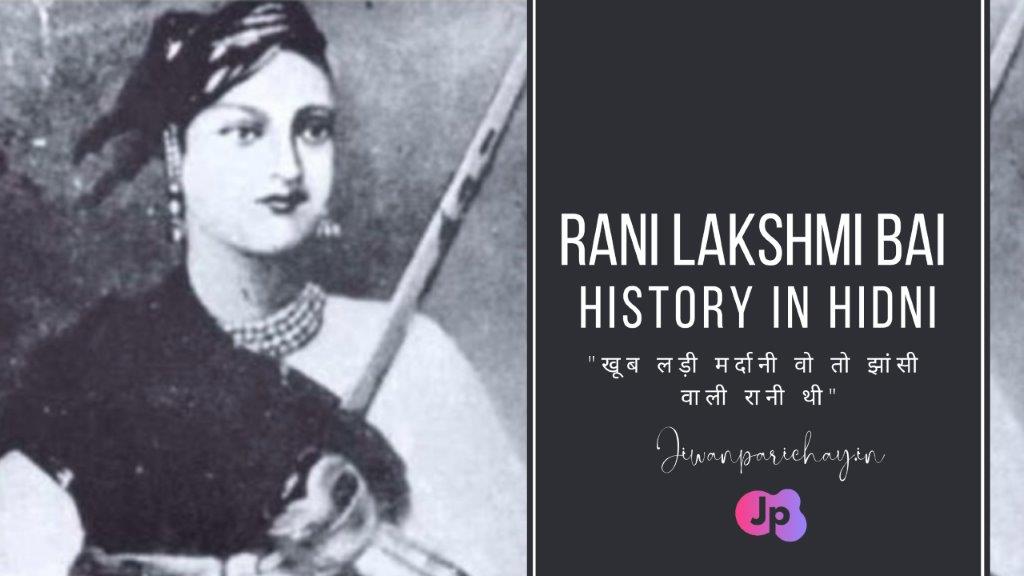 RANI LAKSHMI BAI
HISTORY IN HIDNI
"खूब लड़ी मर्दानी वो तो झांसी
वाली रानी थी"
Jiwanparichay.in
Jp